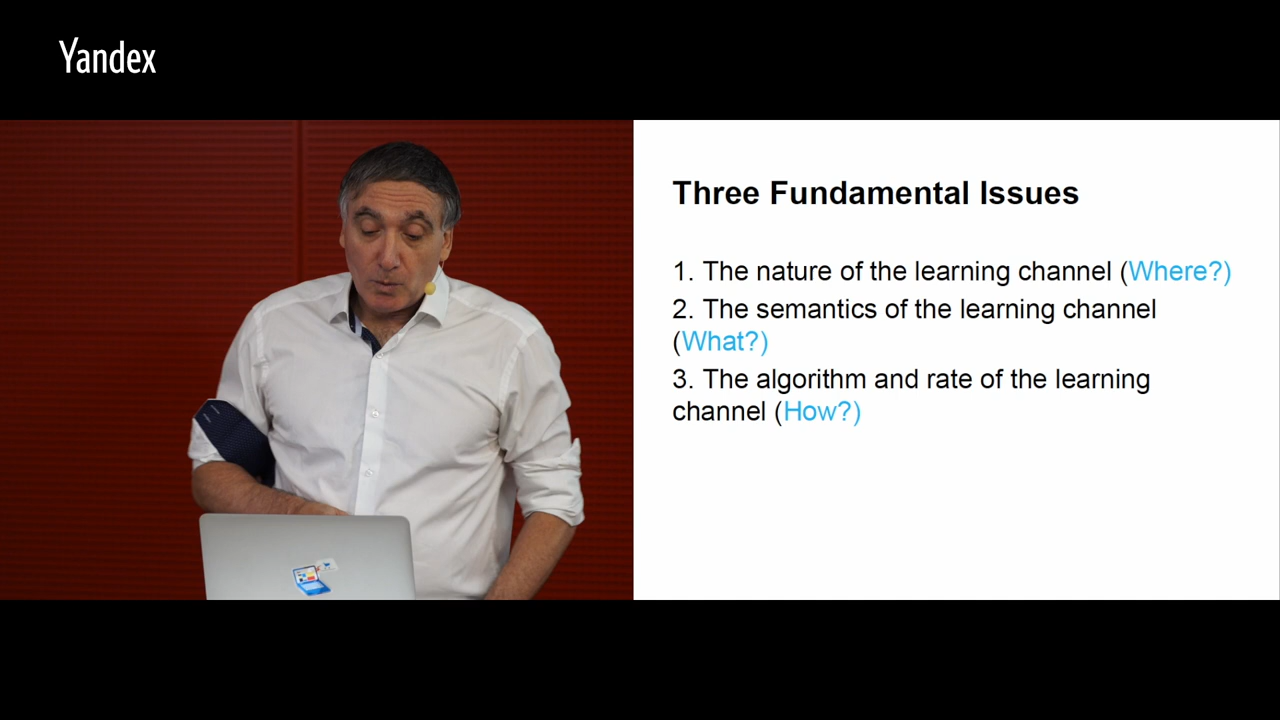 Yandex
Three Fundamental Issues
1. The nature of the learning channel (Where?)
2. The semantics of the learning channel
(What?)
3. The algorithm and rate of the learning
channel (How?)